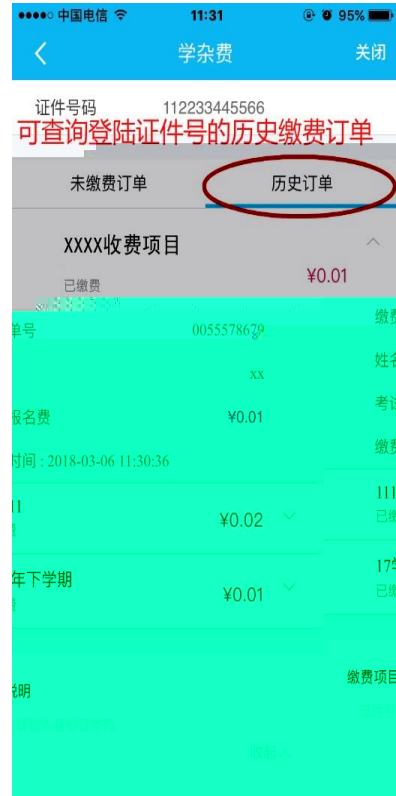 中国电信 11:31 95%
学杂费 关闭
证件号码 112233445566
可查询登陆证件号的历史缴费订单
未缴费订单 历史订单
XXXX收费项目
¥0.01
已缴费
单号 0055578679 缴费
xx 姓名
报名费 ¥0.01 考试
时间 : 2018-03-06 11:30:36 缴费
11 ¥0.02 111
已缴
年下学期 ¥0.01 17学
已缴
说明 缴费项目
收起